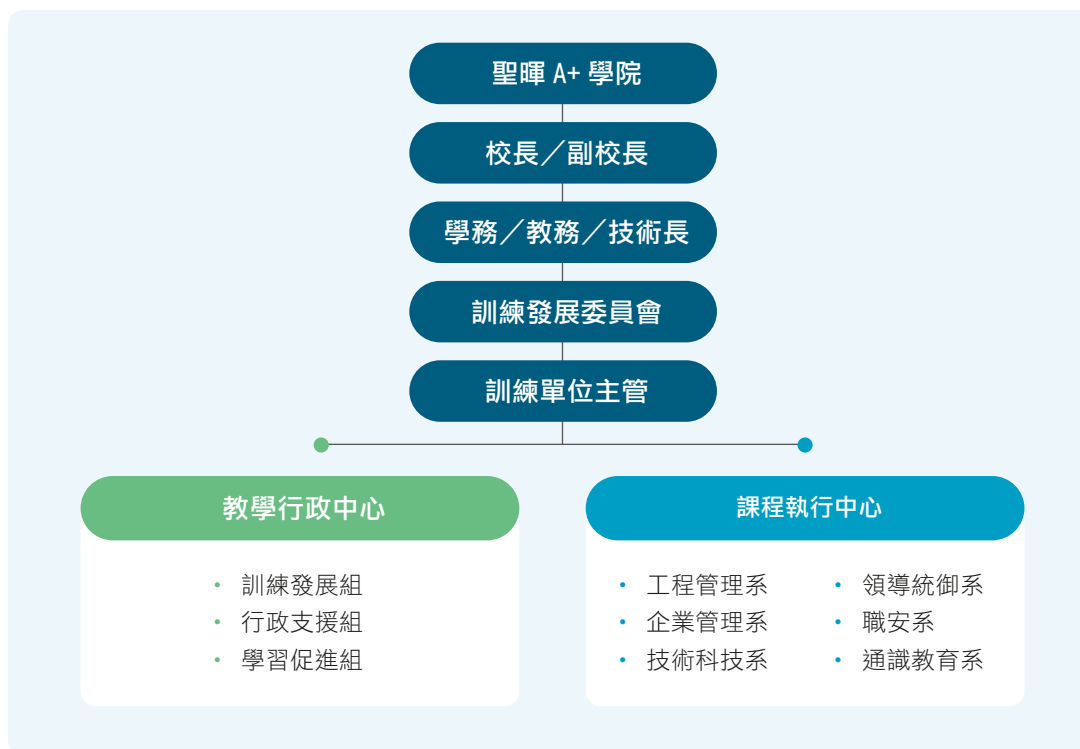 聖暉 A+ 學院
校長／副校長
學務／教務／技術長
訓練發展委員會
訓練單位主管
教學行政中心
• 訓練發展組
• 行政支援組
• 學習促進組
課程執行中心
• 工程管理系
• 企業管理系
• 技術科技系
• 領導統御系
• 職安系
• 通識教育系